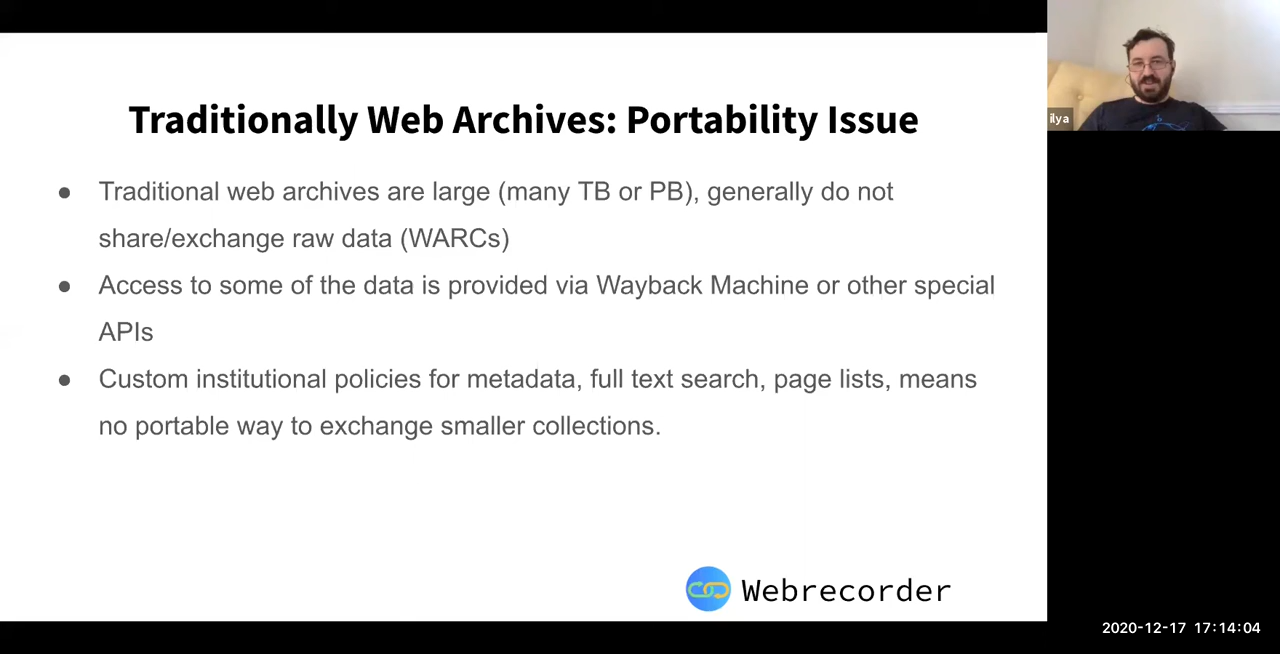 Traditionally Web Archives: Portability Issue
● Traditional web archives are large (many TB or PB), generally do not
share/exchange raw data (WARCs)
● Access to some of the data is provided via Wayback Machine or other special
APIs
● Custom institutional policies for metadata, full text search, page lists, means
no portable way to exchange smaller collections.
Webrecorder
ilya
2020-12-17 17:14:04